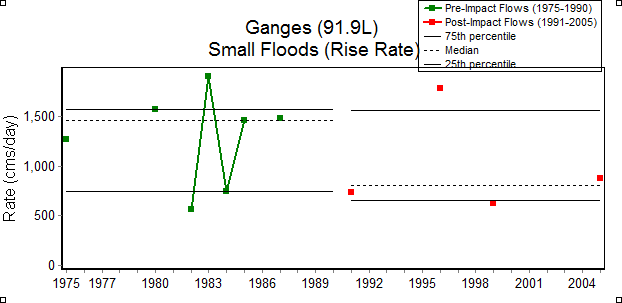 Ganges (91.9L)
Small Floods (Rise Rate)
Pre-Impact Flows (1975-1990)
Post-Impact Flows (1991-2005)
75th percentile
Median
25th percentile
Rate (cms/day)
1,500
1,000
500
0
1975 1977 1980 1983 1986 1989 1992 1995 1998 2001 2004